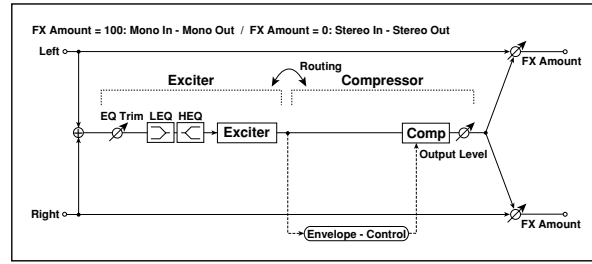 FX Amount = 100: Mono In - Mono Out / FX Amount = 0: Stereo In - Stereo Out
Left
FX Amount
Routing
Exciter
Compressor
EQ Trim
LEQ
HEQ
Exciter
Comp
Output Level
Right
FX Amount
Envelope - Control